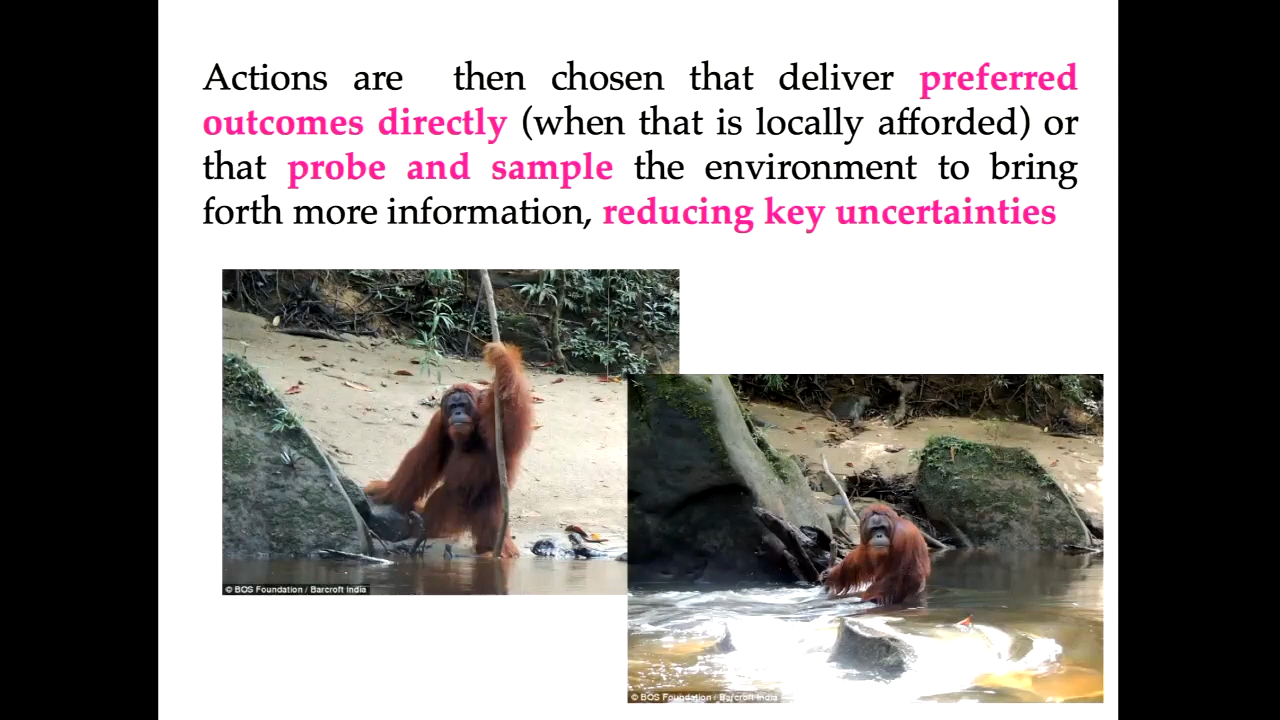 Actions are then chosen that deliver preferred
outcomes directly (when that is locally afforded) or
that probe and sample the environment to bring
forth more information, reducing key uncertainties
© BOS Foundation / Barcroft India
© BOS Foundation / Barcroft India